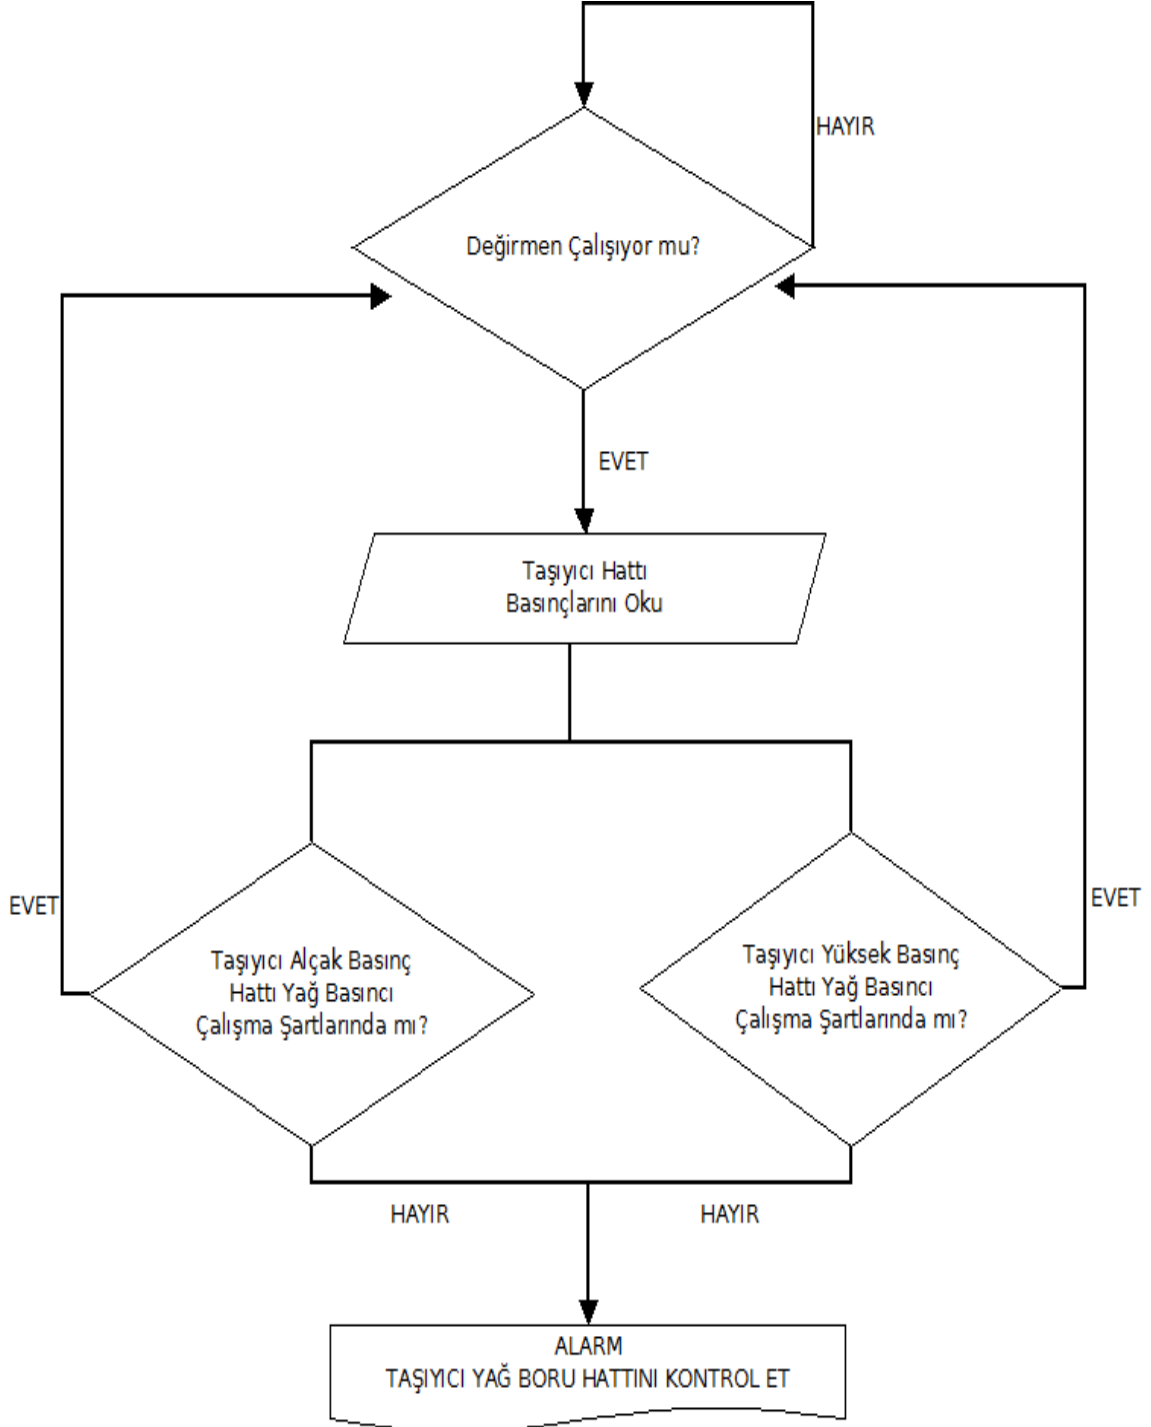 HAYIR
Değirmen Çalışıyor mu?
EVET
Taşıyıcı Hattı
Basınçlarını Oku
EVET
EVET
Taşıyıcı Alçak Basınç
Hattı Yağ Basıncı
Çalışma Şartlarında mı?
Taşıyıcı Yüksek Basınç
Hattı Yağ Basıncı
Çalışma Şartlarında mı?
HAYIR
HAYIR
ALARM
TAŞIYICI YAĞ BORU HATTINI KONTROL ET